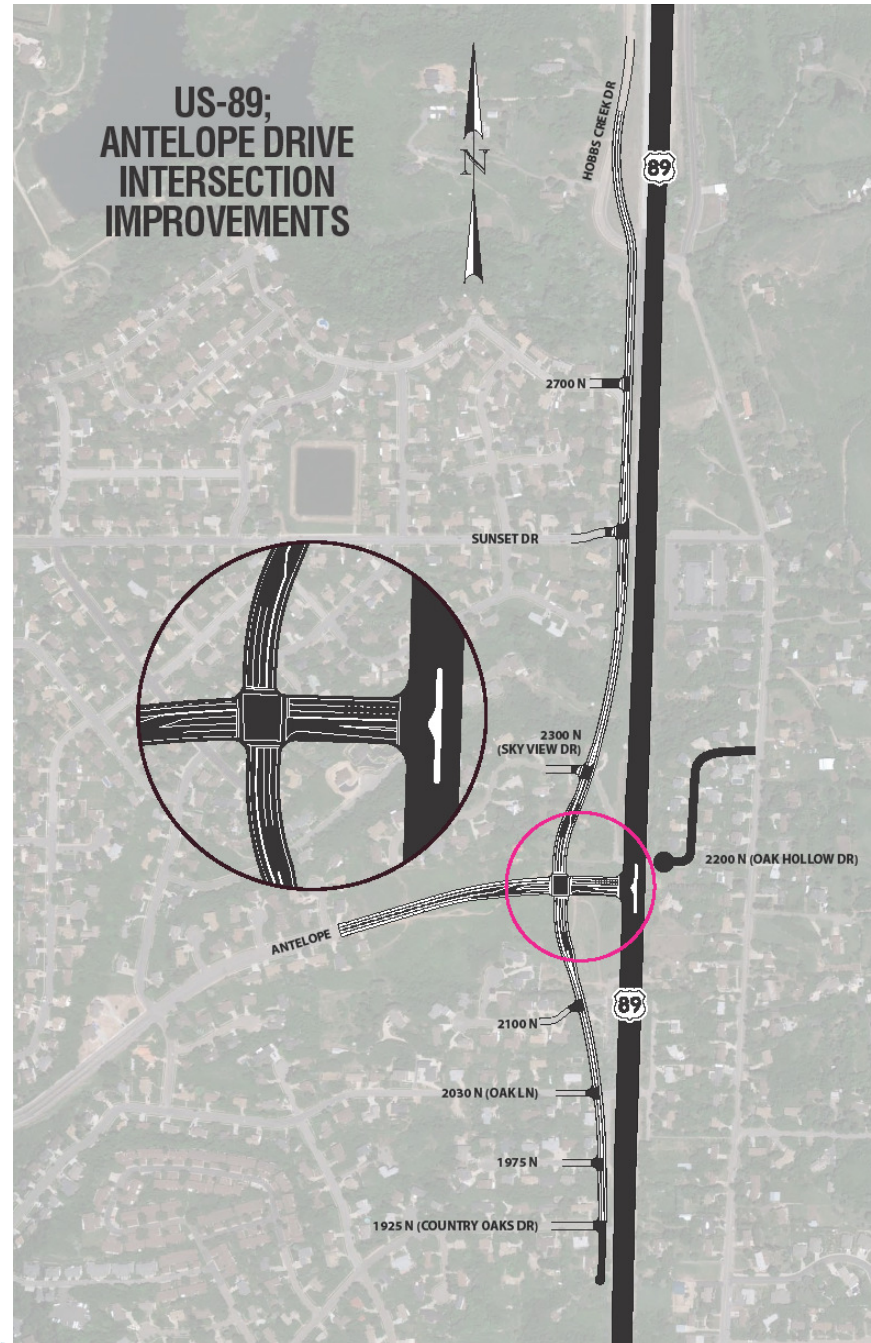 US-89;
ANTELOPE DRIVE
INTERSECTION
IMPROVEMENTS
N
HOBBS CREEK DR
89
2700 N
SUNSET DR
2300 N
(SKY VIEW DR)
2200 N (OAK HOLLOW DR)
ANTELOPE
89
2100 N
2030 N (OAK LN)
1975 N
1925 N (COUNTRY OAKS DR)